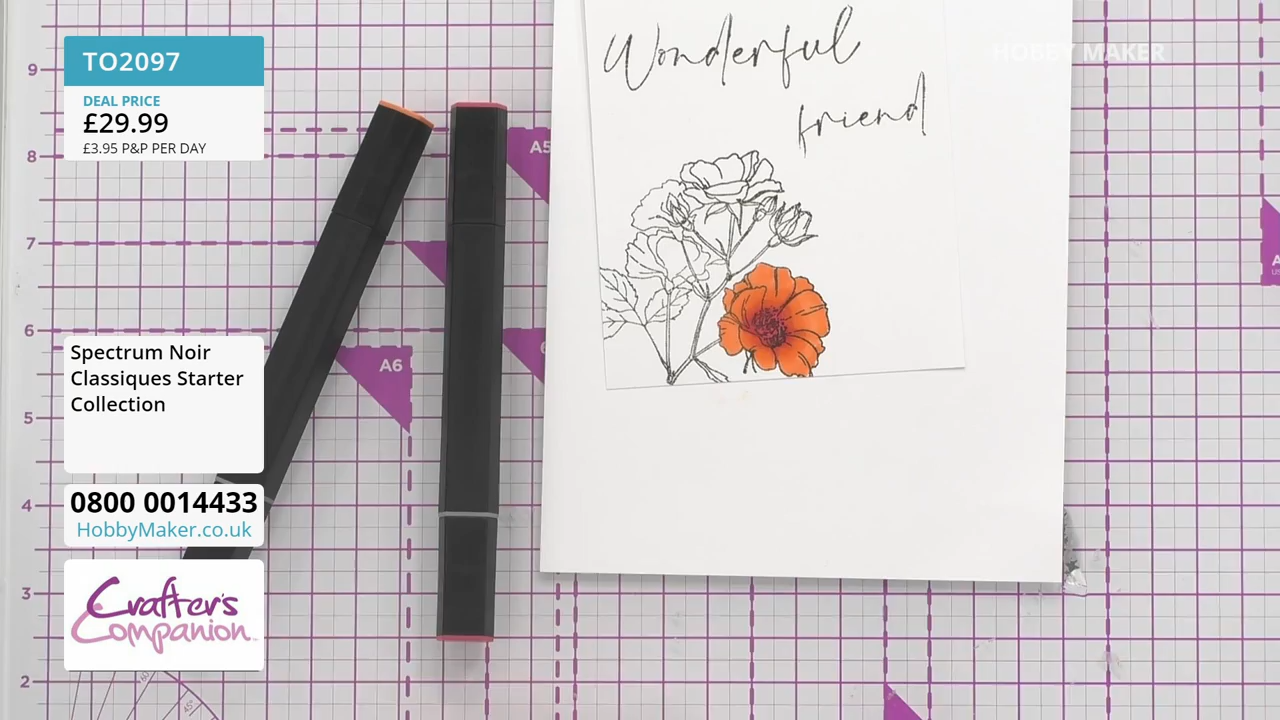 TO2097
DEAL PRICE
£29.99
£3.95 P&P PER DAY
Spectrum Noir
Classiques Starter
Collection
0800 0014433
HobbyMaker.co.uk
Crafter's
Companion
HOBBY MAKER
Wonderful
friend
A5
A6
9
8
7
6
5
4
3
2
45°